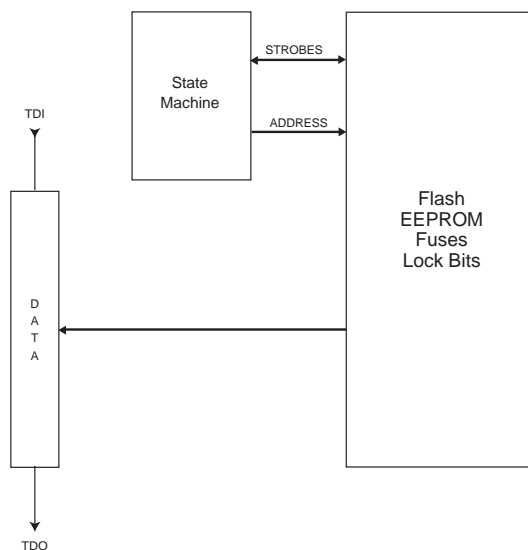 STROBES
State
Machine
ADDRESS
TDI
Flash
EEPROM
Fuses
Lock Bits
D
A
T
A
TDO